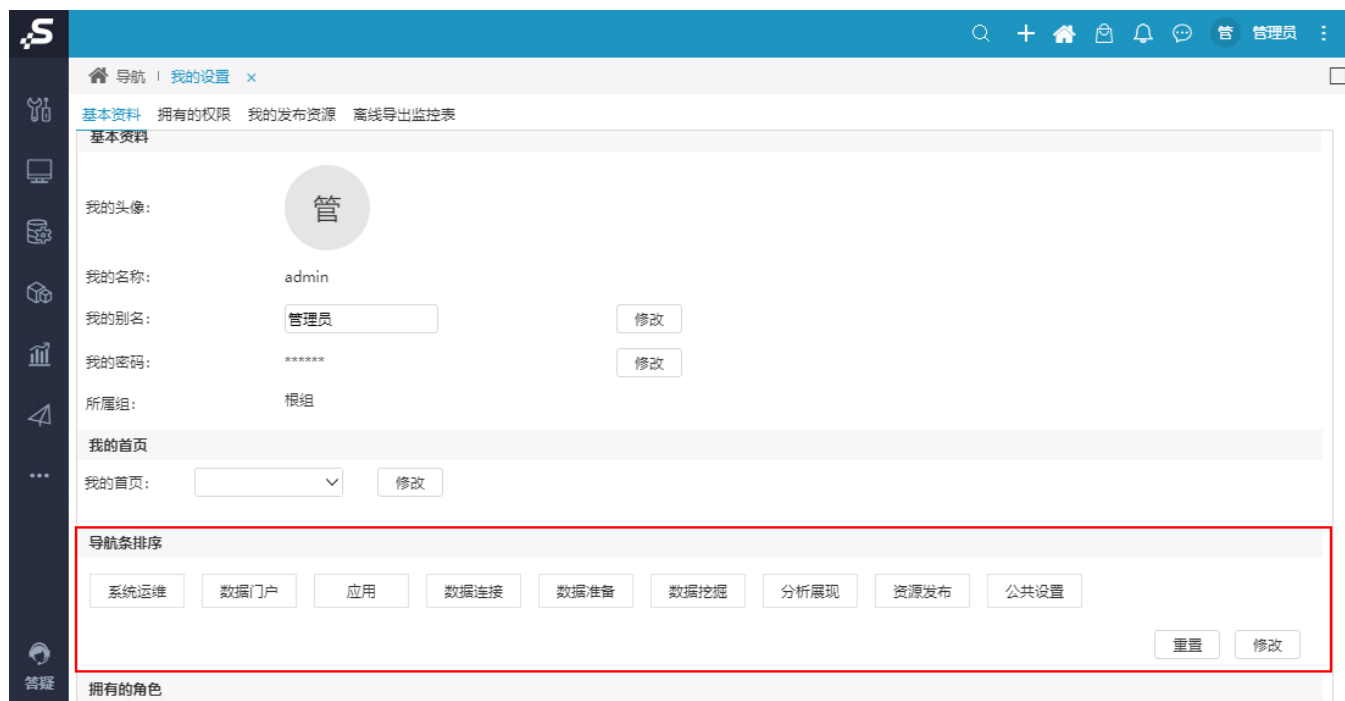 S
管 管理员
导航 | 我的设置 ×
基本资料 拥有的权限 我的发布资源 离线导出监控表
基本资料
我的头像: 管
我的名称: admin
我的别名: 管理员 修改
我的密码: ****** 修改
所属组: 根组
我的首页
我的首页: 修改
导航条排序
系统运维 数据门户 应用 数据连接 数据准备 数据挖掘 分析展现 资源发布 公共设置
重置 修改
答疑
拥有的角色